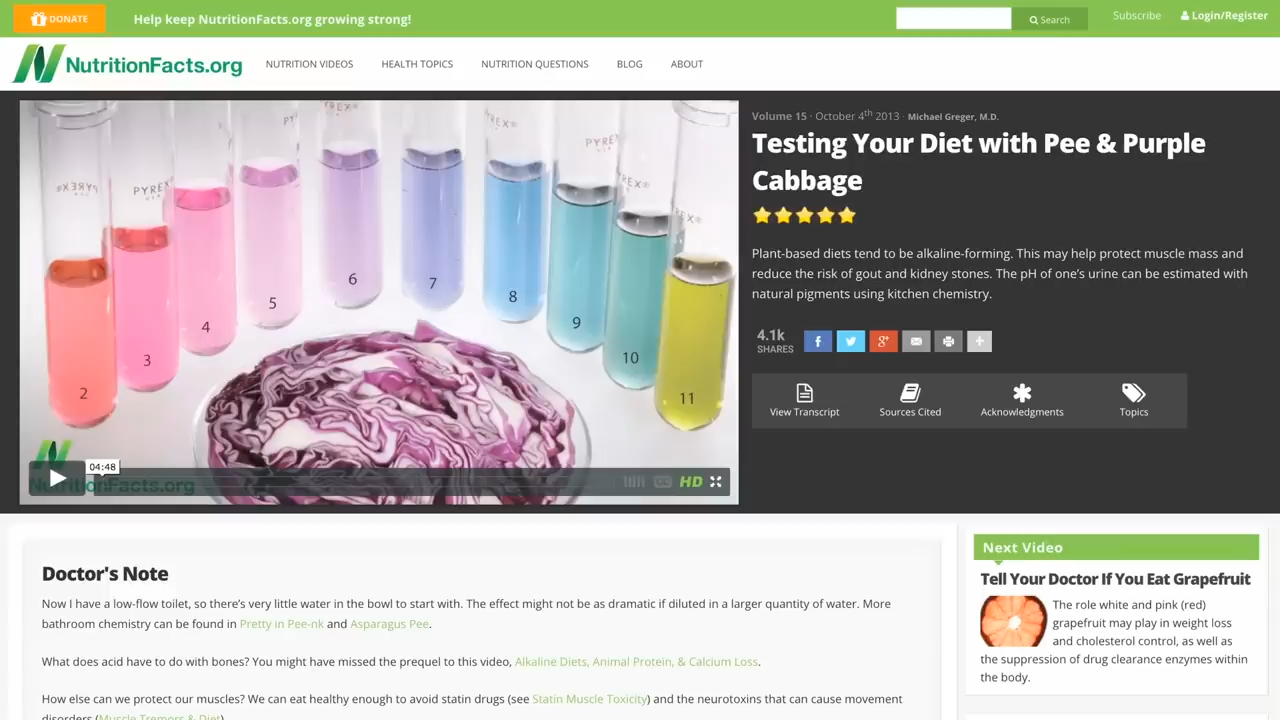 DONATE
Help keep NutritionFacts.org growing strong!
Search
Subscribe
Login/Register
NutritionFacts.org
NUTRITION VIDEOS
HEALTH TOPICS
NUTRITION QUESTIONS
BLOG
ABOUT
Volume 15 · October 4th 2013 · Michael Greger, M.D.
Testing Your Diet with Pee & Purple
Cabbage
Plant-based diets tend to be alkaline-forming. This may help protect muscle mass and
reduce the risk of gout and kidney stones. The pH of one's urine can be estimated with
natural pigments using kitchen chemistry.
4.1k
SHARES
View Transcript
Sources Cited
Acknowledgments
Topics
PYREX®
PYREX
PYREX
2
3
4
5
6
7
8
9
10
11
04:48
NutritionFacts.org
CC
HD
Doctor's Note
Now I have a low-flow toilet, so there's very little water in the bowl to start with. The effect might not be as dramatic if diluted in a larger quantity of water. More
bathroom chemistry can be found in Pretty in Pee-nk and Asparagus Pee.
What does acid have to do with bones? You might have missed the prequel to this video, Alkaline Diets, Animal Protein, & Calcium Loss.
How else can we protect our muscles? We can eat healthy enough to avoid statin drugs (see Statin Muscle Toxicity) and the neurotoxins that can cause movement
disorders (Muscle Tremors & Diet).
Next Video
Tell Your Doctor If You Eat Grapefruit
The role white and pink (red)
grapefruit may play in weight loss
and cholesterol control, as well as
the suppression of drug clearance enzymes within
the body.